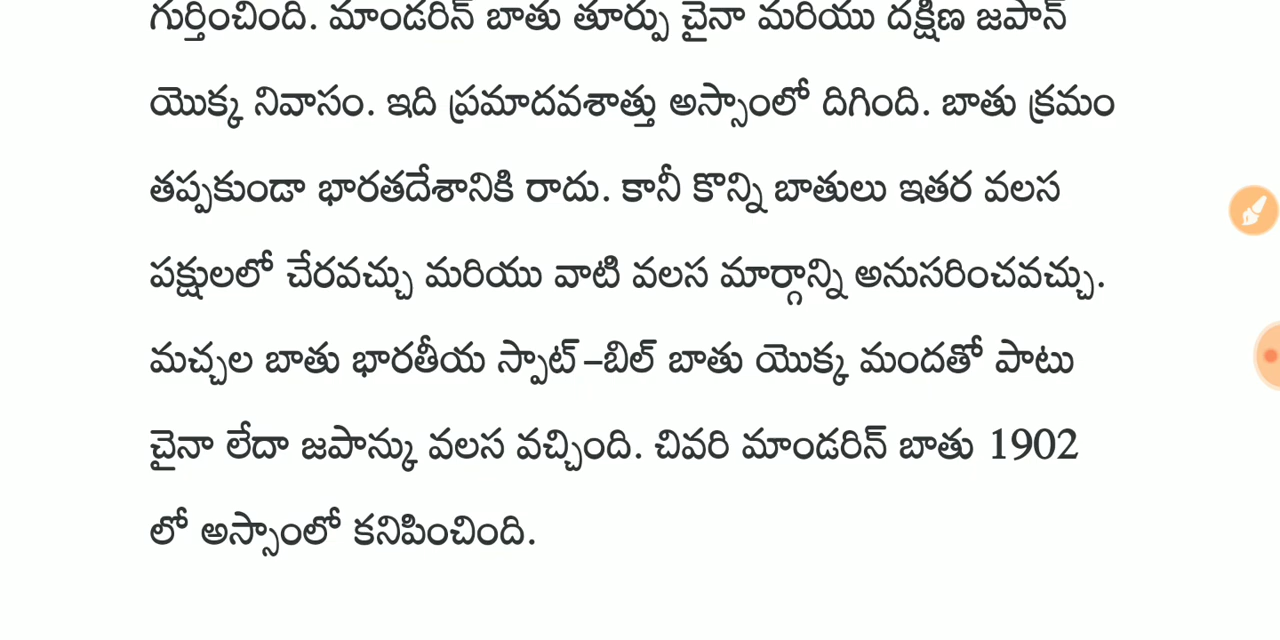 గుర్తించింది. మాండరిన్ బాతు తూర్పు చైనా మరియు దక్షిణ జపాన్
యొక్క నివాసం. ఇది ప్రమాదవశాత్తు అస్సాంలో దిగింది. బాతు క్రమం
తప్పకుండా భారతదేశానికి రాదు. కానీ కొన్ని బాతులు ఇతర వలస
పక్షులలో చేరవచ్చు మరియు వాటి వలస మార్గాన్ని అనుసరించవచ్చు.
మచ్చల బాతు భారతీయ స్పాట్-బిల్ బాతు యొక్క మందతో పాటు
చైనా లేదా జపాన్కు వలస వచ్చింది. చివరి మాండరిన్ బాతు 1902
లో అస్సాంలో కనిపించింది.